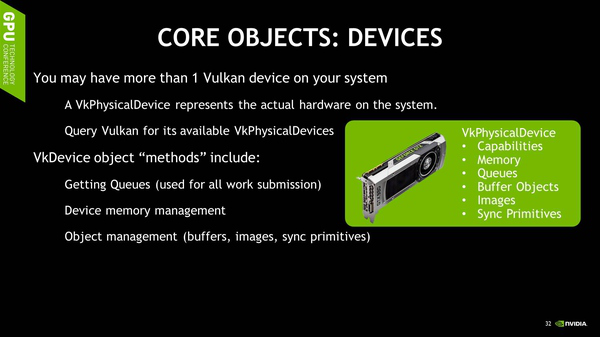 GPU TECHNOLOGY
CONFERENCE
CORE OBJECTS: DEVICES
You may have more than 1 Vulkan device on your system
A VkPhysicalDevice represents the actual hardware on the system.
Query Vulkan for its available VkPhysicalDevices
VkDevice object “methods” include:
Getting Queues (used for all work submission)
Device memory management
Object management (buffers, images, sync primitives)
VkPhysicalDevice
• Capabilities
• Memory
• Queues
• Buffer Objects
• Images
• Sync Primitives
32
NVIDIA